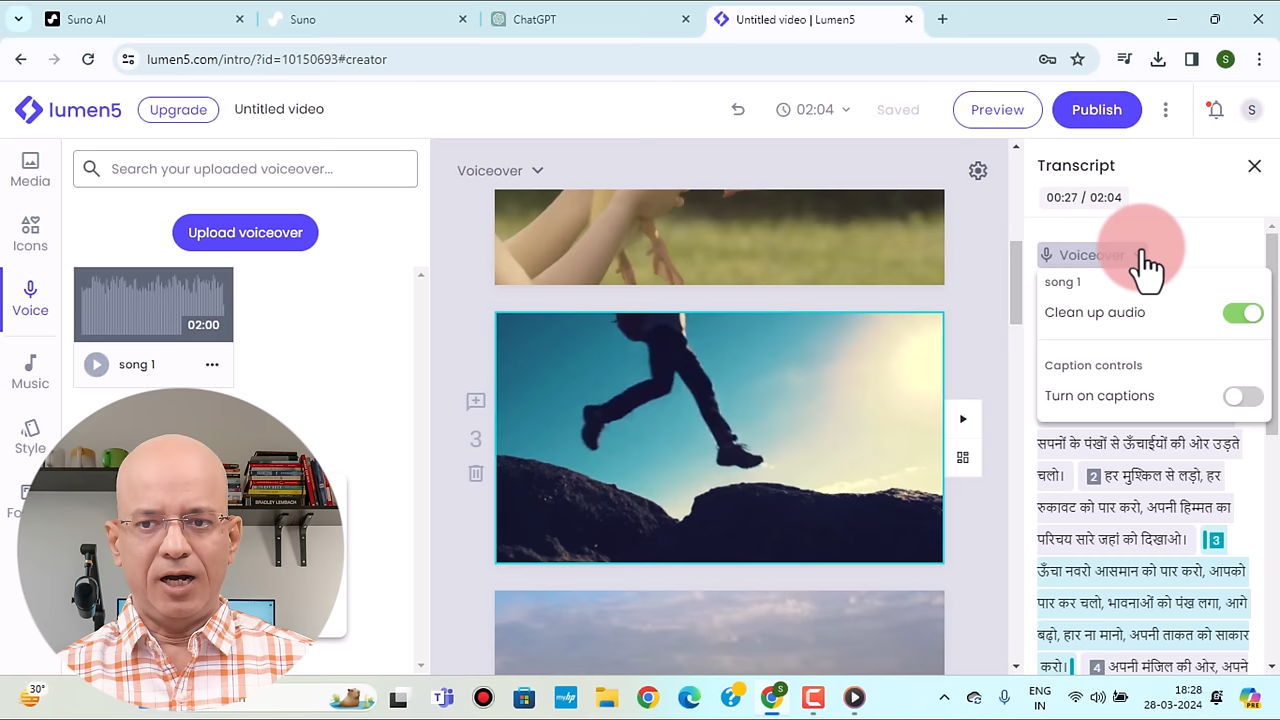 Suno AI
Suno
ChatGPT
Untitled video | Lumen5
lumen5.com/intro/?id=10150693#creator
S
lumen5
Upgrade
Untitled video
02:04
Saved
Preview
Publish
S
Media
Icons
Voice
Music
Style
Search your uploaded voiceover...
Upload voiceover
02:00
song 1
Voiceover
3
Transcript
00:27 / 02:04
Voiceover
song 1
Clean up audio
Caption controls
Turn on captions
सपनों के पंखों से ऊँचाईयों की ओर उड़ते
चलो। 2 हर मुश्किल से लड़ो, हर
रुकावट को पार करो, अपनी हिम्मत का
परिचय सारे जहां को दिखाओ। 3
ऊँचा नवरो आसमान को पार करो, आपको
पार कर चलो, भावनाओं को पंख लगा, आगे
बढ़ो, हार ना मानो, अपनी ताकत को साकार
करो। 4 अपनी मंजिल की ओर, अपने
BRADLEY LEMBACH
30°
ENG
IN
18:28
28-03-2024
PRE